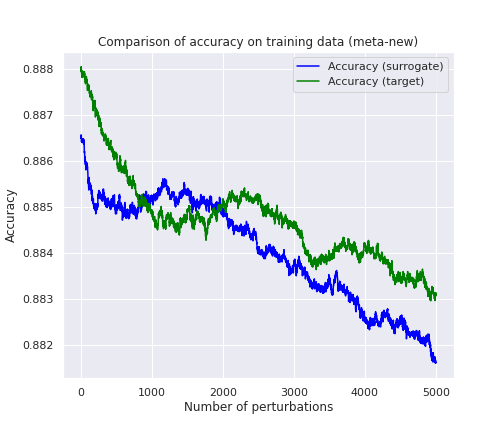 Comparison of accuracy on training data (meta-new)
Accuracy (surrogate)
Accuracy (target)
0.888
0.887
0.886
0.885
0.884
0.883
0.882
Accuracy
0 1000 2000 3000 4000 5000
Number of perturbations